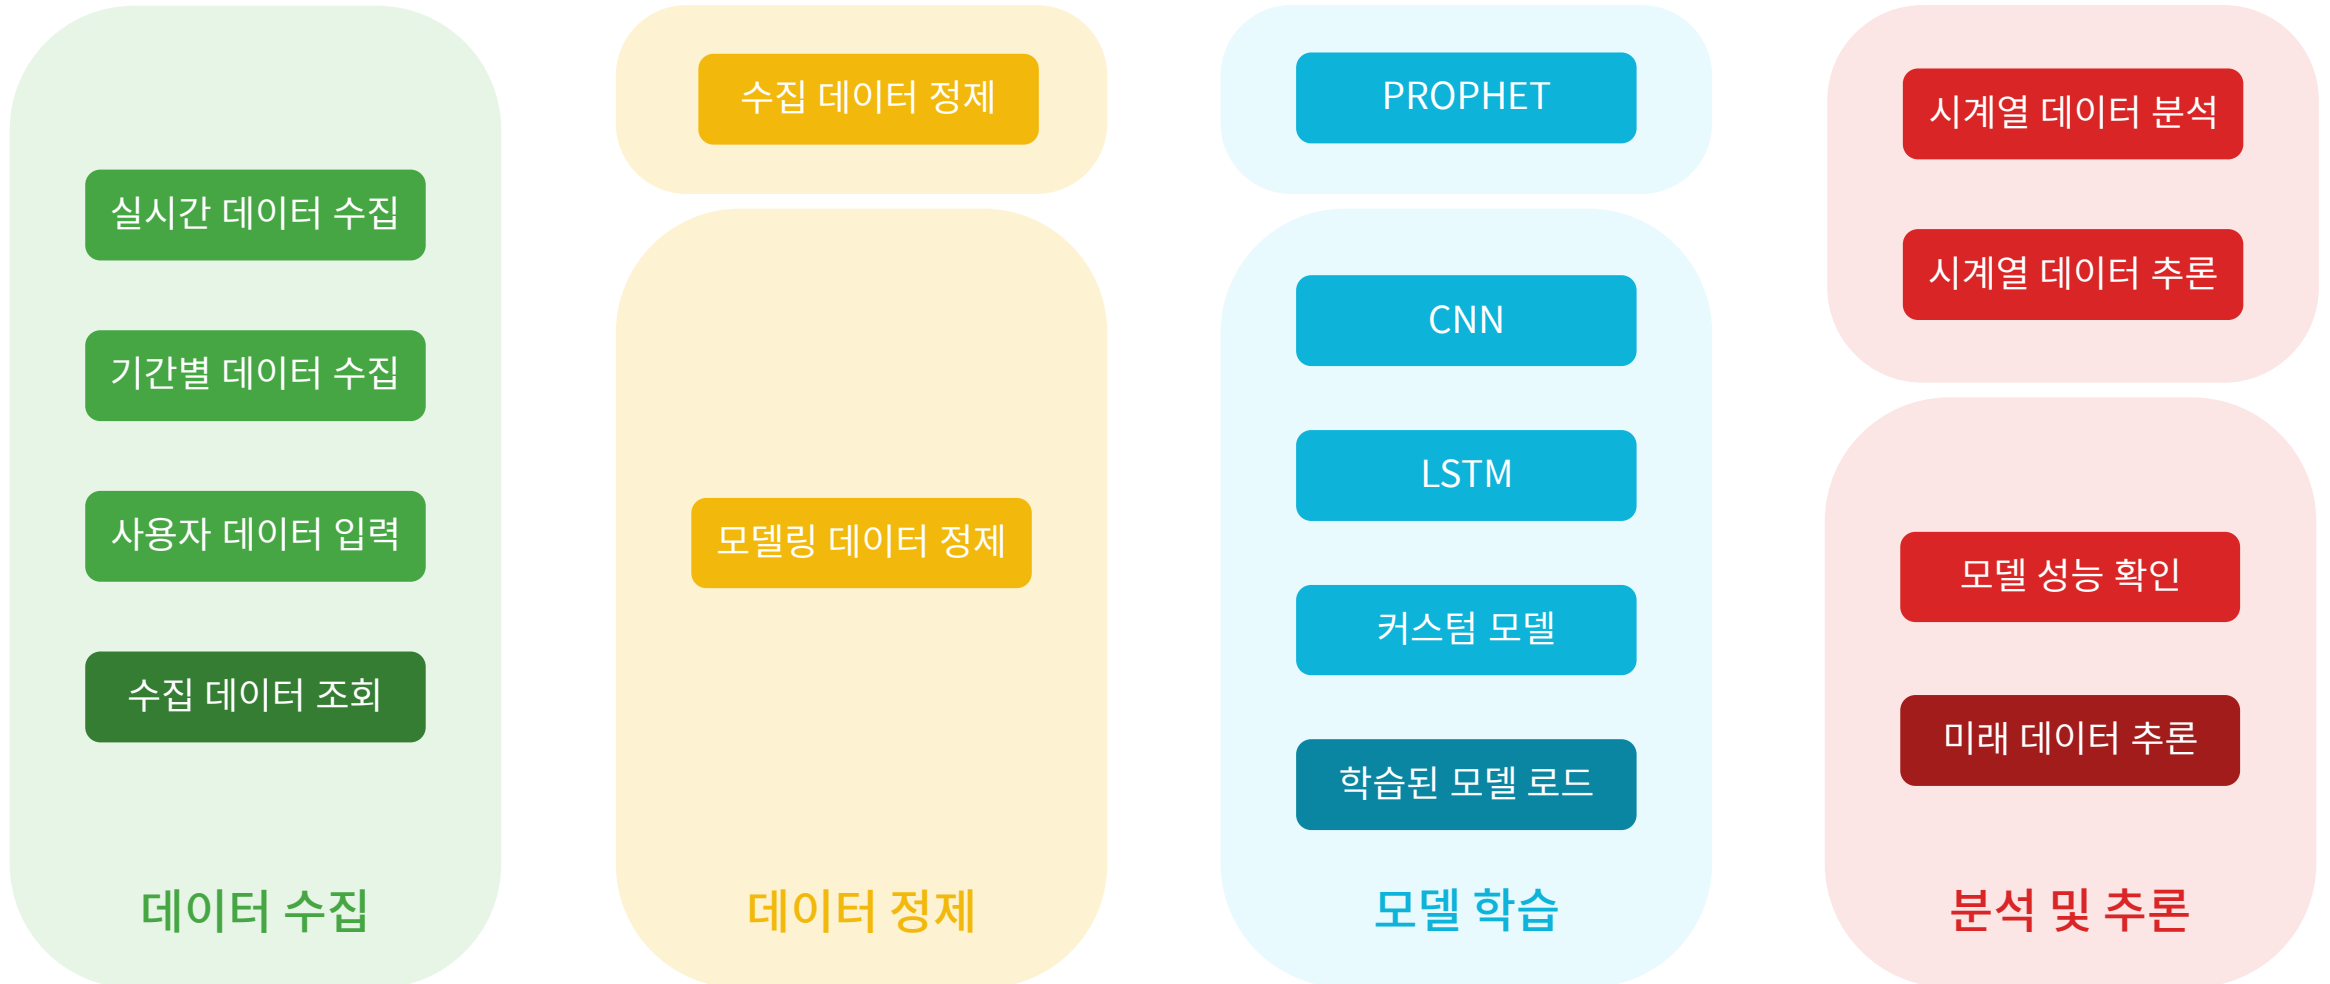 실시간 데이터 수집
기간별 데이터 수집
사용자 데이터 입력
수집 데이터 조회
데이터 수집
수집 데이터 정제
모델링 데이터 정제
데이터 정제
PROPHET
CNN
LSTM
커스텀 모델
학습된 모델 로드
모델 학습
시계열 데이터 분석
시계열 데이터 추론
모델 성능 확인
미래 데이터 추론
분석 및 추론